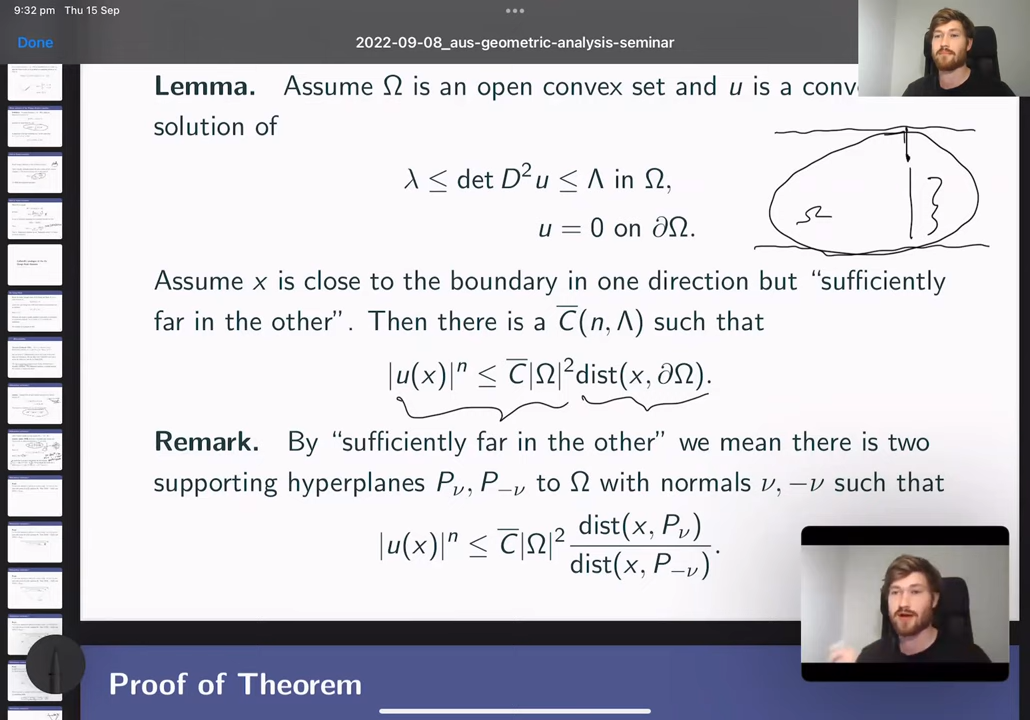 9:32 pm Thu 15 Sep
Done
2022-09-08_aus-geometric-analysis-seminar
Lemma. Assume Ω is an open convex set and u is a
solution of
λ ≤ det D²u ≤ Λ in Ω,
u = 0 on ∂Ω.
Ω
Assume x is close to the boundary in one direction but “sufficiently
far in the other”. Then there is a C̅(n, Λ) such that
|u(x)|ⁿ ≤ C̅|Ω|²dist(x, ∂Ω).
Remark. By “sufficiently far in the other” we mean there is two
supporting hyperplanes P_ν, P_−ν to Ω with normals ν, −ν such that
|u(x)|ⁿ ≤ C̅|Ω|² dist(x, P_ν) / dist(x, P_−ν).
Proof of Theorem